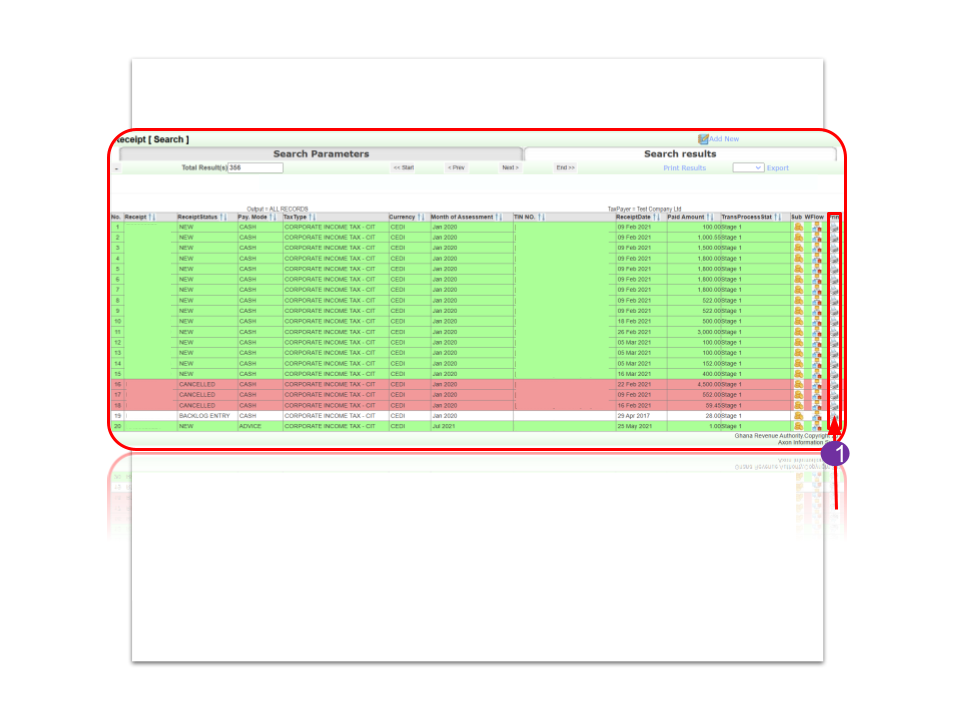 Receipt [ Search ] Add New
Search Parameters Search results
Total Result(s) 386 << Start < Prev Next > End >> Print Results Export
Output = ALL RECORDS TaxPayer = Test Company Ltd
No. Receipt ReceiptStatus Pay. Mode TaxType Currency Month of Assessment TIN NO. ReceiptDate Paid Amount TransProcessStat Sub WFlow Print
1 NEW CASH CORPORATE INCOME TAX - CIT CEDI Jan 2020 09 Feb 2021 100.00 Stage 1
2 NEW CASH CORPORATE INCOME TAX - CIT CEDI Jan 2020 09 Feb 2021 1,000.55 Stage 1
3 NEW CASH CORPORATE INCOME TAX - CIT CEDI Jan 2020 09 Feb 2021 1,500.00 Stage 1
4 NEW CASH CORPORATE INCOME TAX - CIT CEDI Jan 2020 09 Feb 2021 1,800.00 Stage 1
5 NEW CASH CORPORATE INCOME TAX - CIT CEDI Jan 2020 09 Feb 2021 1,800.00 Stage 1
6 NEW CASH CORPORATE INCOME TAX - CIT CEDI Jan 2020 09 Feb 2021 1,800.00 Stage 1
7 NEW CASH CORPORATE INCOME TAX - CIT CEDI Jan 2020 09 Feb 2021 1,800.00 Stage 1
8 NEW CASH CORPORATE INCOME TAX - CIT CEDI Jan 2020 09 Feb 2021 522.00 Stage 1
9 NEW CASH CORPORATE INCOME TAX - CIT CEDI Jan 2020 09 Feb 2021 522.00 Stage 1
10 NEW CASH CORPORATE INCOME TAX - CIT CEDI Jan 2020 18 Feb 2021 500.00 Stage 1
11 NEW CASH CORPORATE INCOME TAX - CIT CEDI Jan 2020 26 Feb 2021 3,000.00 Stage 1
12 NEW CASH CORPORATE INCOME TAX - CIT CEDI Jan 2020 05 Mar 2021 100.00 Stage 1
13 NEW CASH CORPORATE INCOME TAX - CIT CEDI Jan 2020 05 Mar 2021 100.00 Stage 1
14 NEW CASH CORPORATE INCOME TAX - CIT CEDI Jan 2020 05 Mar 2021 152.00 Stage 1
15 NEW CASH CORPORATE INCOME TAX - CIT CEDI Jan 2020 16 Mar 2021 400.00 Stage 1
16 CANCELLED CASH CORPORATE INCOME TAX - CIT CEDI Jan 2020 22 Feb 2021 4,500.00 Stage 1
17 CANCELLED CASH CORPORATE INCOME TAX - CIT CEDI Jan 2020 09 Feb 2021 552.00 Stage 1
18 CANCELLED CASH CORPORATE INCOME TAX - CIT CEDI Jan 2020 16 Feb 2021 59.45 Stage 1
19 BACKLOG ENTRY CASH CORPORATE INCOME TAX - CIT CEDI Jan 2020 29 Apr 2017 28.00 Stage 1
20 NEW ADVICE CORPORATE INCOME TAX - CIT CEDI Jul 2021 25 May 2021 1.00 Stage 1
Ghana Revenue Authority.Copyright
Axon Information
1